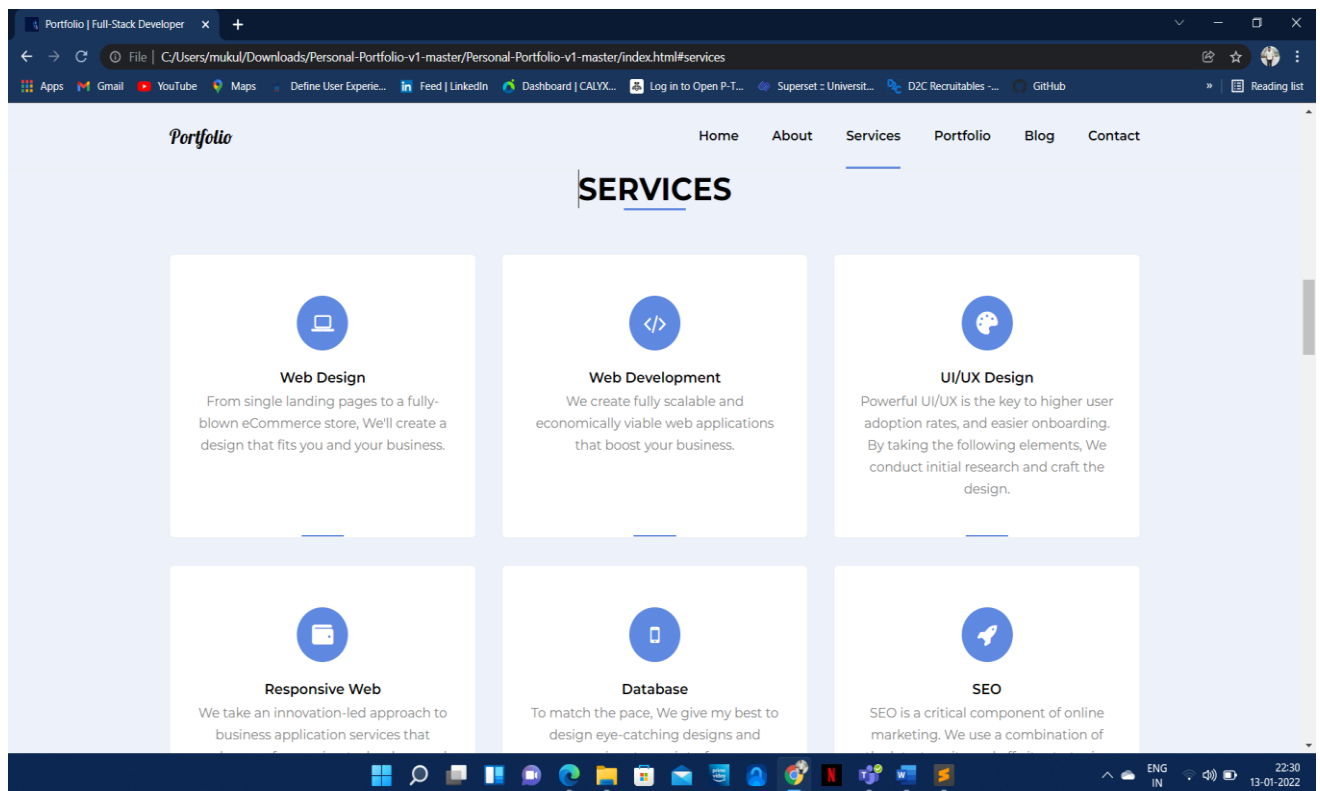 Portfolio | Full-Stack Developer
File | C:/Users/mukul/Downloads/Personal-Portfolio-v1-master/Personal-Portfolio-v1-master/index.html#services
Apps Gmail YouTube Maps Define User Experie... Feed | LinkedIn Dashboard | CALYX... Log in to Open P-T... Superset :: Universit... D2C Recruitables -... GitHub » Reading list
Portfolio Home About Services Portfolio Blog Contact
SERVICES
Web Design
From single landing pages to a fully-
blown eCommerce store, We'll create a
design that fits you and your business.
Web Development
We create fully scalable and
economically viable web applications
that boost your business.
UI/UX Design
Powerful UI/UX is the key to higher user
adoption rates, and easier onboarding.
By taking the following elements, We
conduct initial research and craft the
design.
Responsive Web
We take an innovation-led approach to
business application services that
Database
To match the pace, We give my best to
design eye-catching designs and
SEO
SEO is a critical component of online
marketing. We use a combination of
ENG
IN
22:30
13-01-2022